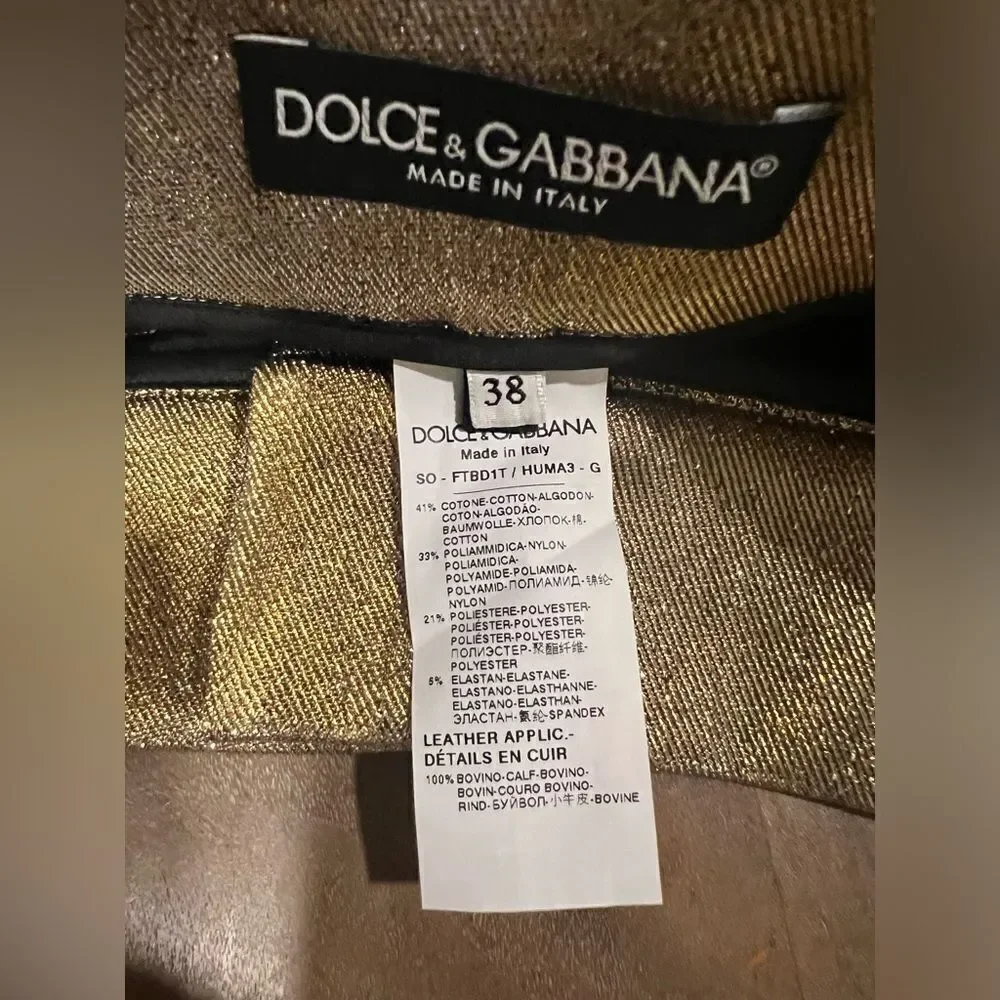 DOLCE & GABBANA®
MADE IN ITALY
38
DOLCE & GABBANA
Made in Italy
SO - FTBD1T / HUMA3 - G
41% COTONE-COTTON-ALGODON-
COTON-ALGODÃO-
BAUMWOLLE-ХЛОПОК-棉-
COTTON
33% POLIAMMIDICA-NYLON-
POLIAMIDICA-
POLYAMIDE-POLIAMIDA-
POLYAMID-ПОЛИАМИД-锦纶-
NYLON
21% POLIESTERE-POLYESTER-
POLIÉSTER-POLYESTER-
ПОЛИЭСТЕР-聚酯纤维-
POLYESTER
5% ELASTAN-ELASTANE-
ELASTANO-ELASTHANNE-
ELASTANO-ELASTHAN-
ЭЛАСТАН-氨纶-SPANDEX
LEATHER APPLIC.-
DÉTAILS EN CUIR
100% BOVINO-CALF-BOVINO-
BOVIN-COURO BOVINO-
RIND-БУЙВОЛ-小牛皮-BOVINE